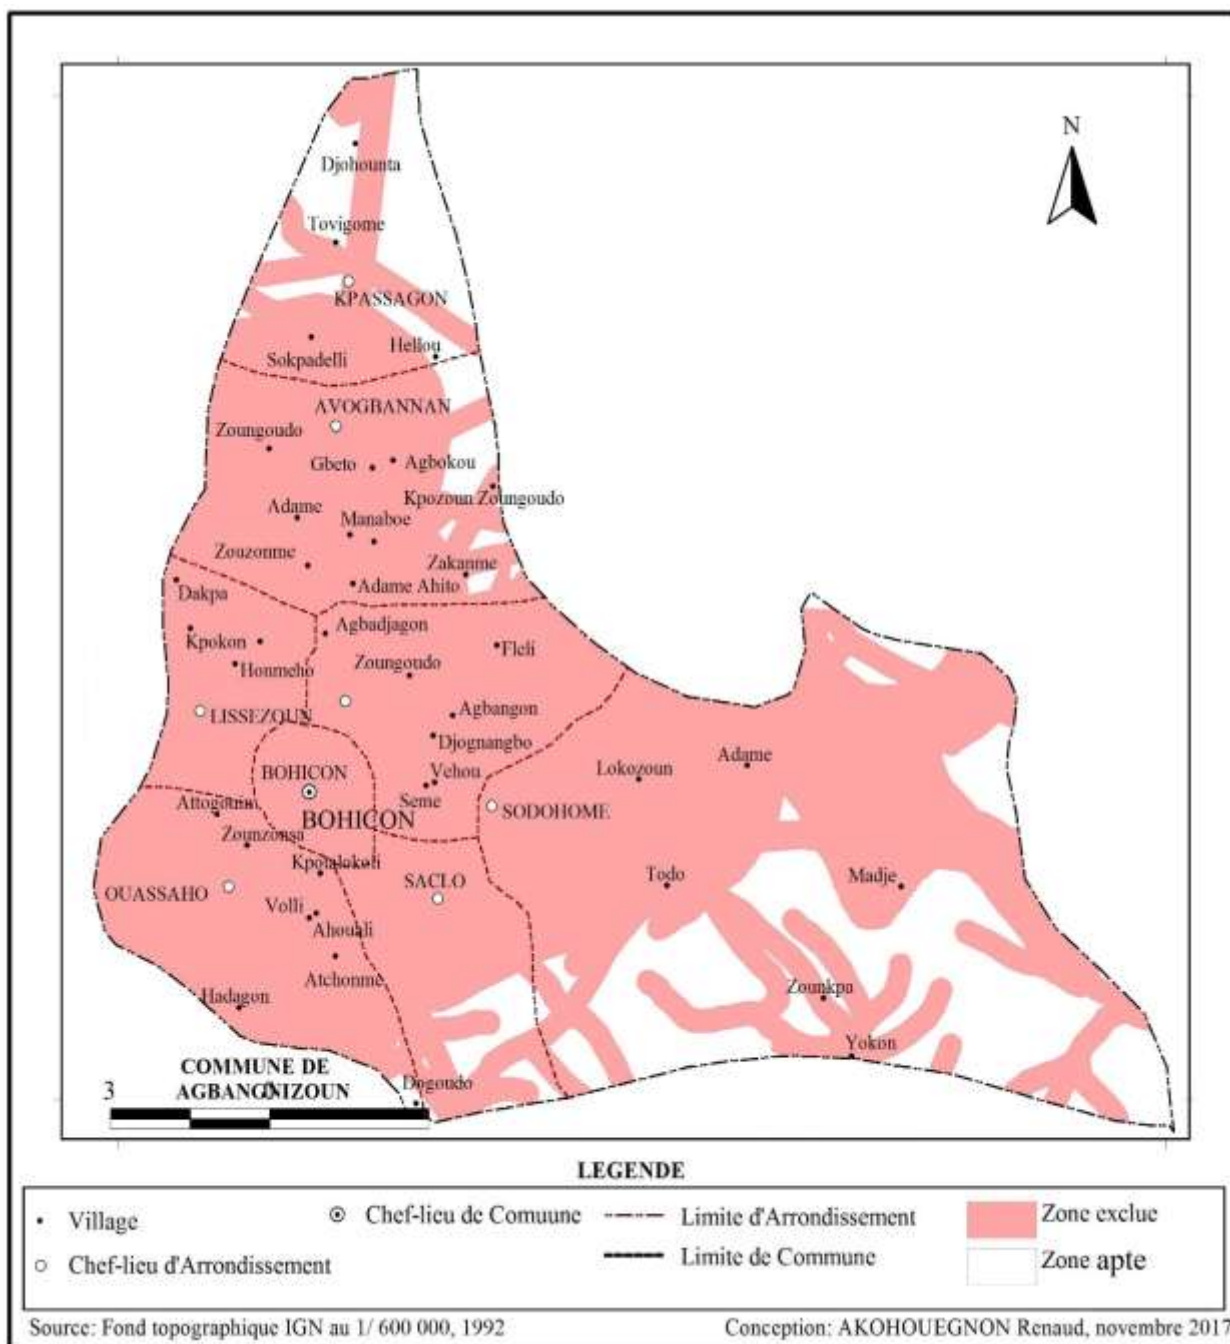 N
Djohounta
Tovigome
KPASSAGON
Hellou
Sokpadelli
AVOGBANNAN
Zoungoudo
Gbeto
Agbokou
Kpozoun Zoungoudo
Adame
Manaboe
Zouzonme
Zakanme
Dakpa
Adame Ahito
Agbadjagon
Kpokon
Fleli
Honmeho
Zoungoudo
LISSEZOUN
Agbangon
Djognangbo
Adame
BOHICON
Vehou
Lokozoun
Attogouin
Seme
SODOHOME
BOHICON
Zounzonsa
Kpotalokoli
Todo
Madje
OUASSAHO
SACLO
Volli
Ahouali
Atchonme
Hadagon
Zounkpa
Yokon
COMMUNE DE
3
AGBANGNIZOUN
Dogoudo
LEGENDE
Village
Chef-lieu de Comuune
Limite d'Arrondissement
Zone exclue
Chef-lieu d'Arrondissement
Limite de Commune
Zone apte
Source: Fond topographique IGN au 1/ 600 000, 1992
Conception: AKOHOUEGNON Renaud, novembre 2017